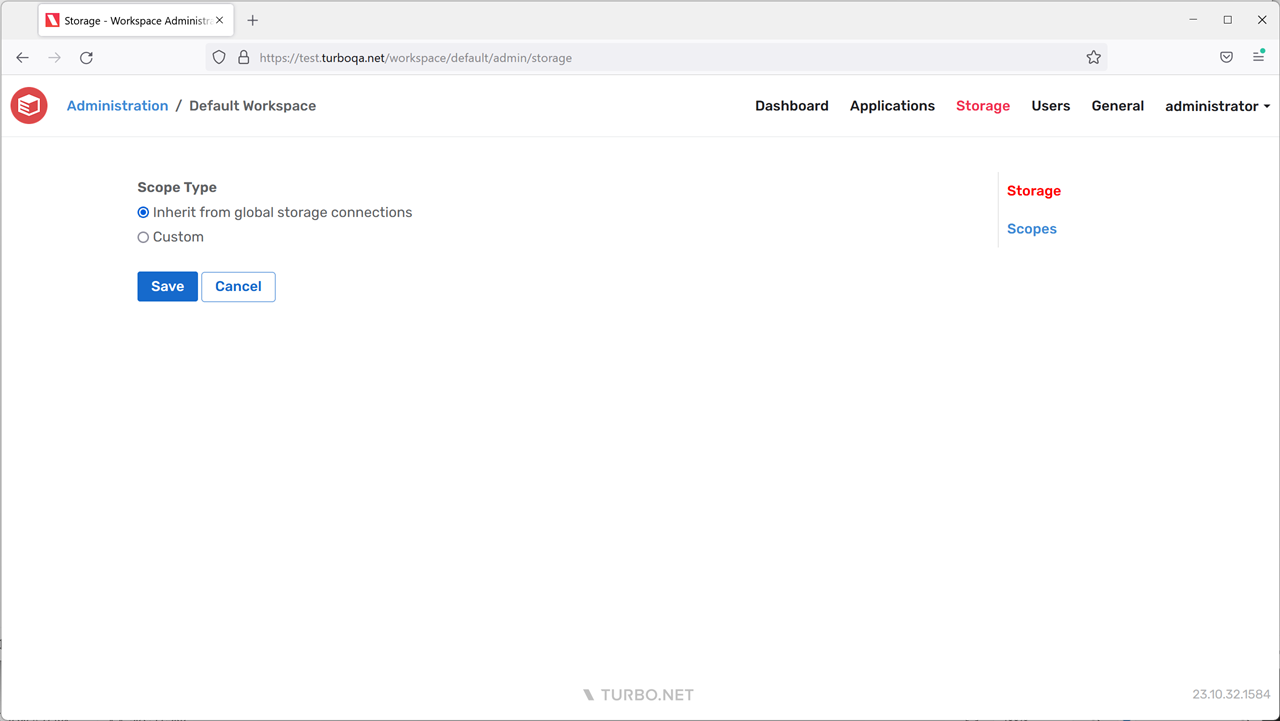 Storage - Workspace Administr
https://test.turboqa.net/workspace/default/admin/storage
Administration / Default Workspace
Dashboard Applications Storage Users General administrator
Scope Type
Inherit from global storage connections
Custom
Save Cancel
Storage
Scopes
TURBO.NET
23.10.32.1584